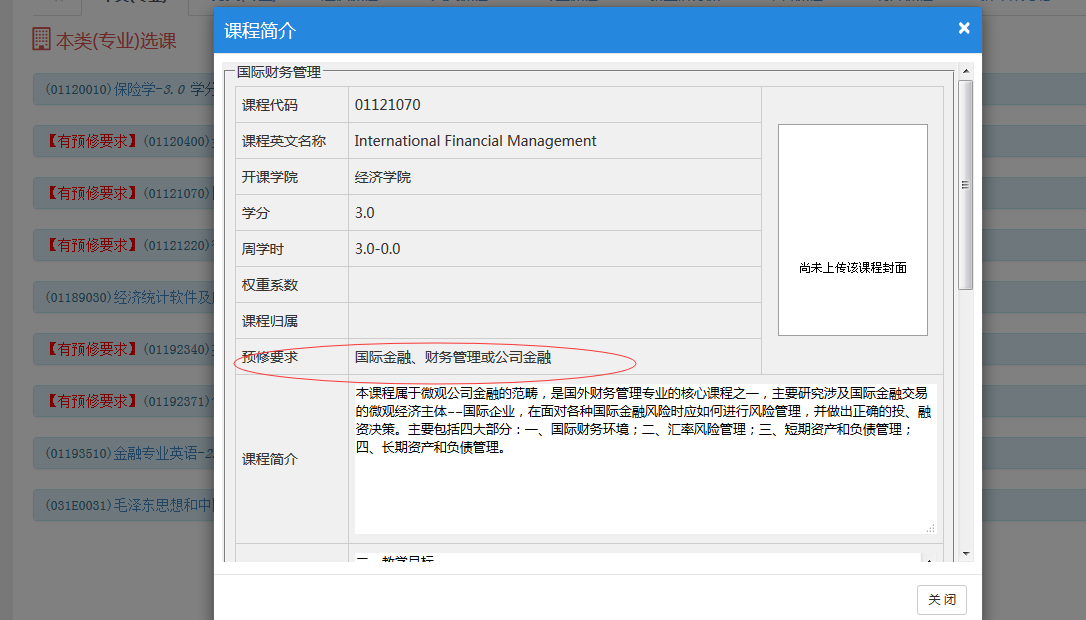 课程简介
×
本类(专业)选课
国际财务管理
(01120010)保险学-3.0 学分
课程代码 01121070
【有预修要求】(01120400)
课程英文名称 International Financial Management
开课学院 经济学院
【有预修要求】(01121070)
学分 3.0
【有预修要求】(01121220)
周学时 3.0-0.0
权重系数
(01189030)经济统计软件及
课程归属
尚未上传该课程封面
【有预修要求】(01192340)
预修要求 国际金融、财务管理或公司金融
【有预修要求】(01192371)
课程简介
本课程属于微观公司金融的范畴，是国外财务管理专业的核心课程之一，主要研究涉及国际金融交易
的微观经济主体--国际企业，在面对各种国际金融风险时应如何进行风险管理，并做出正确的投、融
资决策。主要包括四大部分：一、国际财务环境；二、汇率风险管理；三、短期资产和负债管理；
四、长期资产和负债管理。
(01193510)金融专业英语-2
(031E0031)毛泽东思想和中
二、教学目标
关闭